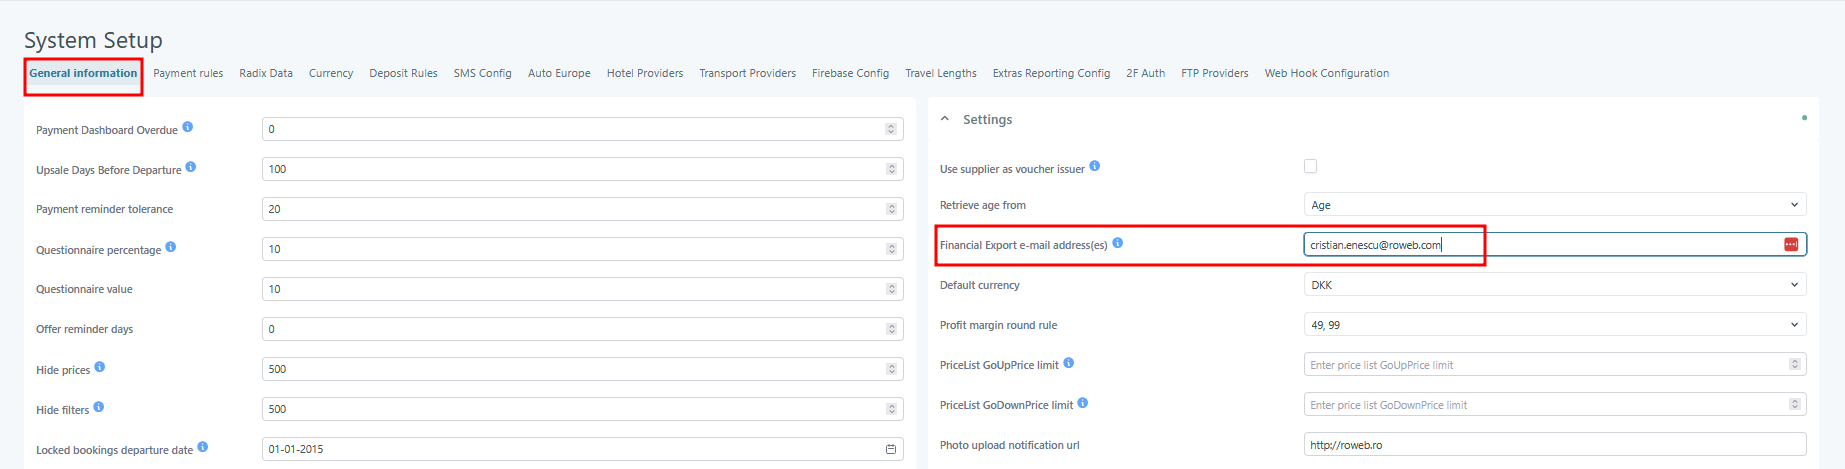 System Setup
General information Payment rules Radix Data Currency Deposit Rules SMS Config Auto Europe Hotel Providers Transport Providers Firebase Config Travel Lengths Extras Reporting Config 2F Auth FTP Providers Web Hook Configuration
Payment Dashboard Overdue 0
Upsale Days Before Departure 100
Payment reminder tolerance 20
Questionnaire percentage 10
Questionnaire value 10
Offer reminder days 0
Hide prices 500
Hide filters 500
Locked bookings departure date 01-01-2015
Settings
Use supplier as voucher issuer
Retrieve age from Age
Financial Export e-mail address(es) cristian.enescu@roweb.com
Default currency DKK
Profit margin round rule 49, 99
PriceList GoUpPrice limit Enter price list GoUpPrice limit
PriceList GoDownPrice limit Enter price list GoDownPrice limit
Photo upload notification url http://roweb.ro